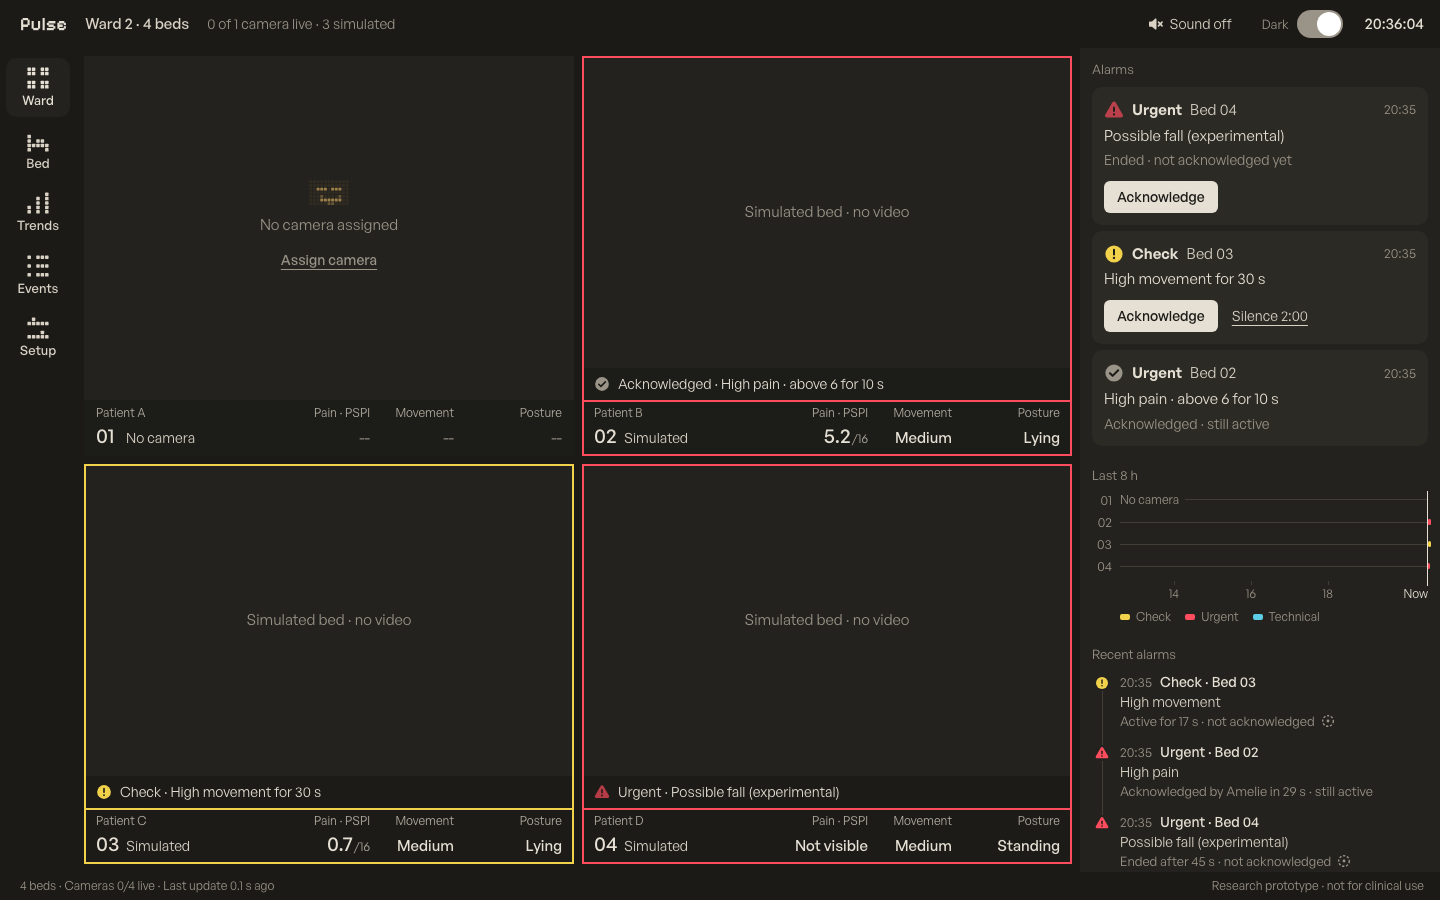 Pulse
Ward 2 · 4 beds
0 of 1 camera live · 3 simulated
Sound off
Dark
20:36:04
Ward
Bed
Trends
Events
Setup
No camera assigned
Assign camera
Patient A
Pain · PSPI
Movement
Posture
01 No camera
--
--
--
Simulated bed · no video
Acknowledged · High pain · above 6 for 10 s
Patient B
Pain · PSPI
Movement
Posture
02 Simulated
5.2/16
Medium
Lying
Simulated bed · no video
Check · High movement for 30 s
Patient C
Pain · PSPI
Movement
Posture
03 Simulated
0.7/16
Medium
Lying
Simulated bed · no video
Urgent · Possible fall (experimental)
Patient D
Pain · PSPI
Movement
Posture
04 Simulated
Not visible
Medium
Standing
Alarms
Urgent Bed 04 20:35
Possible fall (experimental)
Ended · not acknowledged yet
Acknowledge
Check Bed 03 20:35
High movement for 30 s
Acknowledge
Silence 2:00
Urgent Bed 02 20:35
High pain · above 6 for 10 s
Acknowledged · still active
Last 8 h
01 No camera
02
03
04
14 16 18 Now
Check Urgent Technical
Recent alarms
20:35 Check · Bed 03
High movement
Active for 17 s · not acknowledged
20:35 Urgent · Bed 02
High pain
Acknowledged by Amelie in 29 s · still active
20:35 Urgent · Bed 04
Possible fall (experimental)
Ended after 45 s · not acknowledged
4 beds · Cameras 0/4 live · Last update 0.1 s ago
Research prototype · not for clinical use